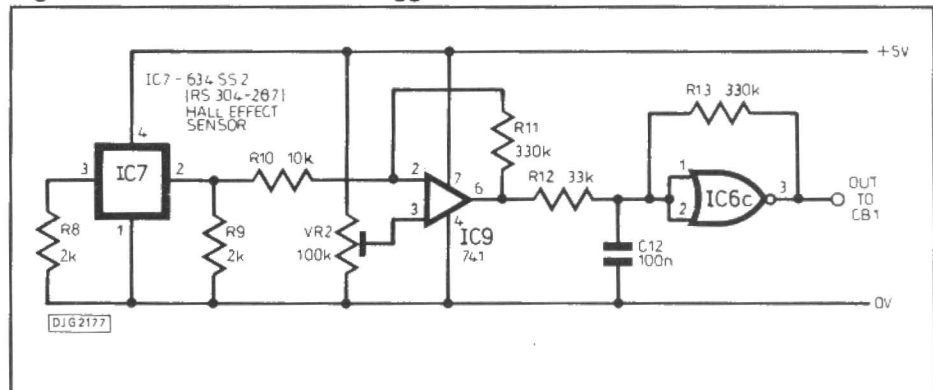 +5V
IC7 - 634 SS2
(RS 304-287)
HALL EFFECT
SENSOR
R13 330k
4
R11
330k
R10 10k
3
IC7
2
2
7
6
R12 33k
1
IC6c
3
OUT
TO
CB1
2
1
R8
2k
R9
2k
VR2
100k
3
4
IC9
741
C12
100n
0V
DJG2177